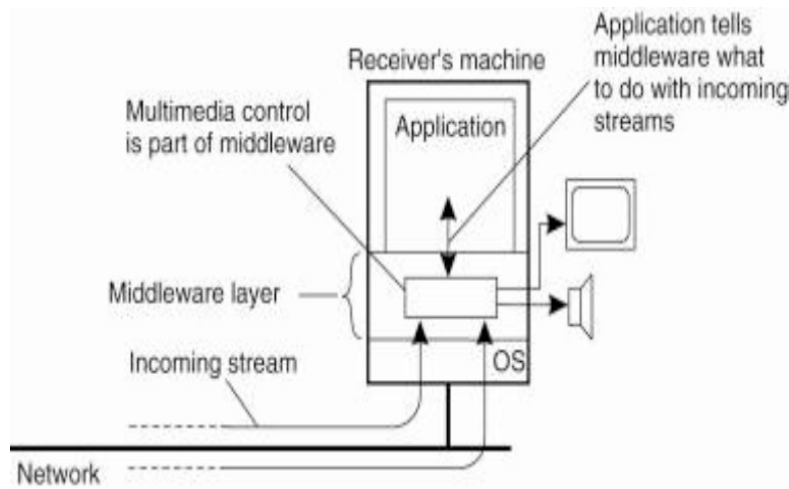 Application tells
middleware what
to do with incoming
streams
Receiver's machine
Multimedia control
is part of middleware
Application
Middleware layer
OS
Incoming stream
Network